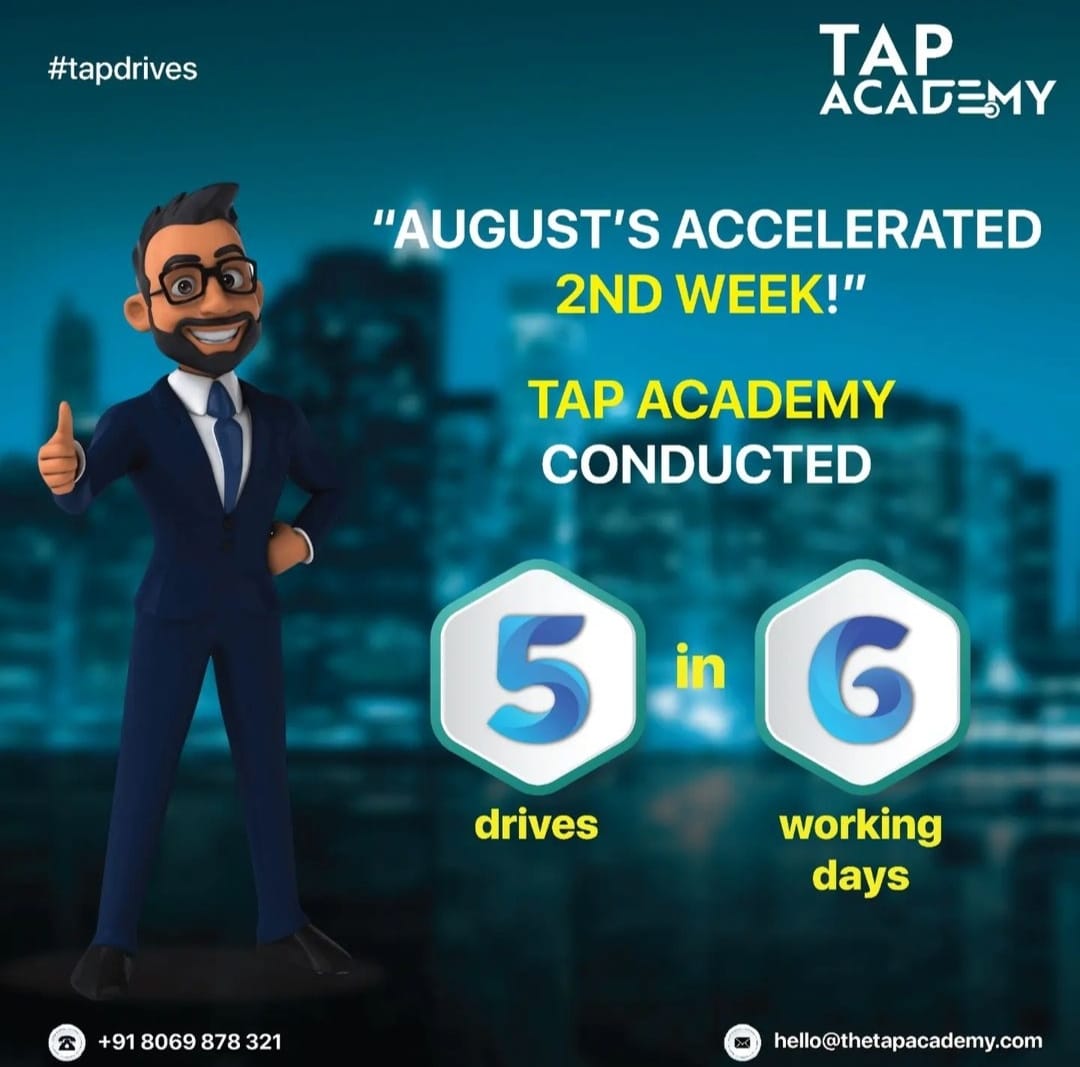 #tapdrives
TAP
ACADEMY
“AUGUST’S ACCELERATED
2ND WEEK!”
TAP ACADEMY
CONDUCTED
5 in 6
drives
working
days
+91 8069 878 321
hello@thetapacademy.com